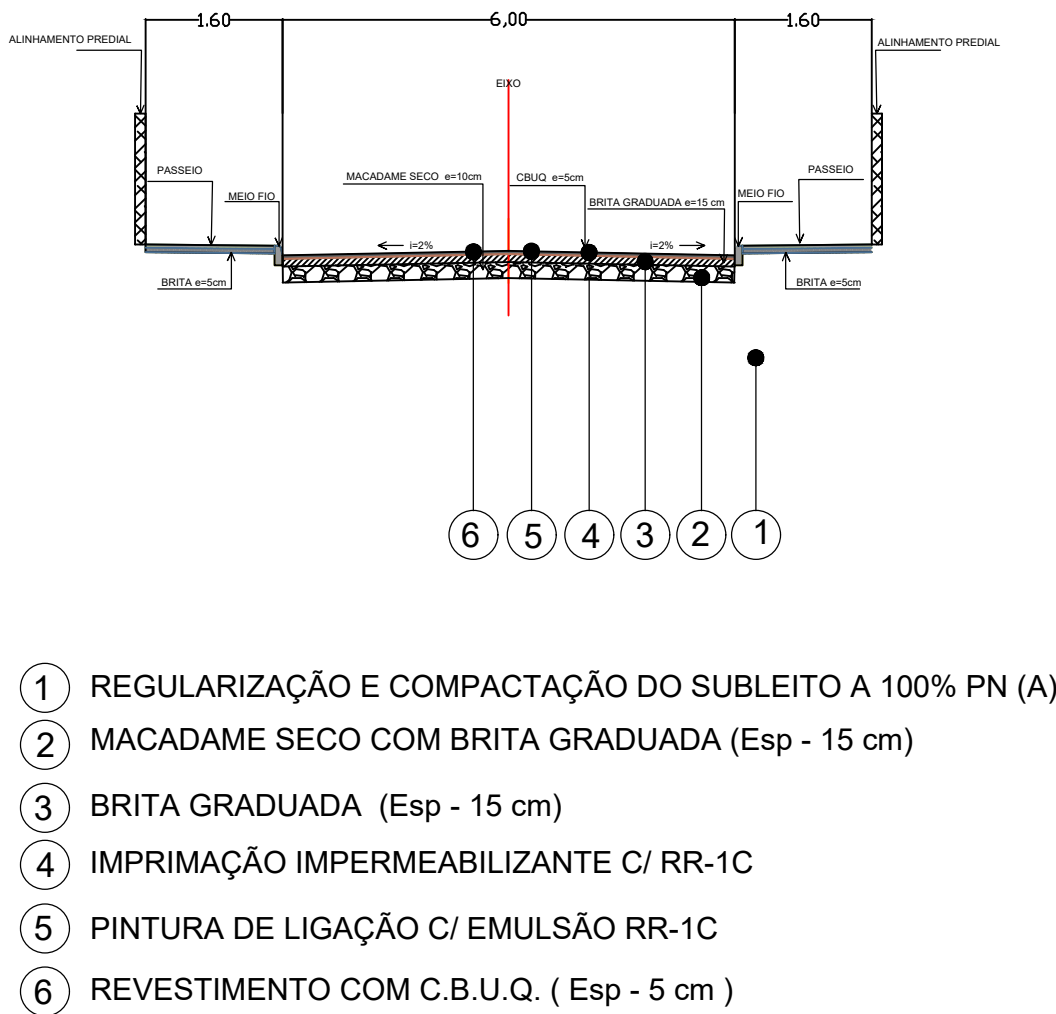 1.60 6,00 1.60
ALINHAMENTO PREDIAL ALINHAMENTO PREDIAL
EIXO
PASSEIO MACADAME SECO e=10cm CBUQ e=5cm PASSEIO
MEIO FIO BRITA GRADUADA e=15 cm MEIO FIO
i=2% i=2%
BRITA e=5cm BRITA e=5cm
6 5 4 3 2 1
1 REGULARIZAÇÃO E COMPACTAÇÃO DO SUBLEITO A 100% PN (A)
2 MACADAME SECO COM BRITA GRADUADA (Esp - 15 cm)
3 BRITA GRADUADA (Esp - 15 cm)
4 IMPRIMAÇÃO IMPERMEABILIZANTE C/ RR-1C
5 PINTURA DE LIGAÇÃO C/ EMULSÃO RR-1C
6 REVESTIMENTO COM C.B.U.Q. ( Esp - 5 cm )